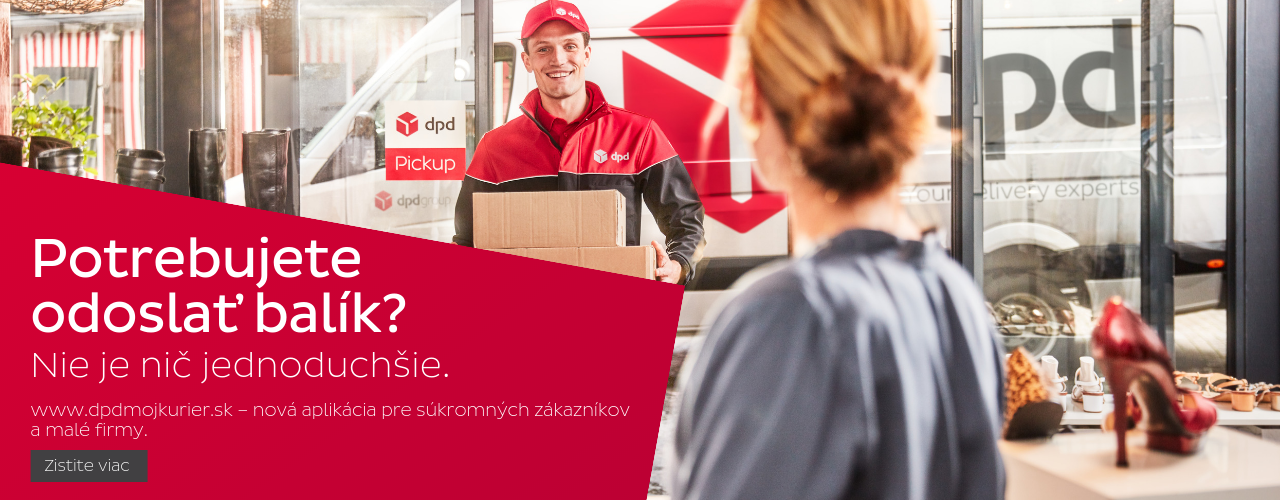 dpd
dpd
Pickup
dpdgroup
dpd
dpd
Your delivery experts
Potrebujete
odoslať balík?
Nie je nič jednoduchšie.
www.dpdmojkurier.sk – nová aplikácia pre súkromných zákazníkov
a malé firmy.
Zistite viac